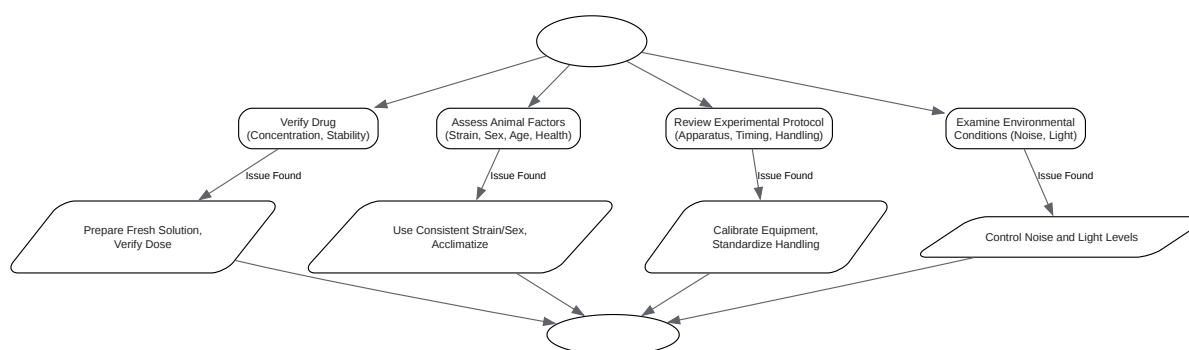 Verify Drug
(Concentration, Stability)
Assess Animal Factors
(Strain, Sex, Age, Health)
Review Experimental Protocol
(Apparatus, Timing, Handling)
Examine Environmental
Conditions (Noise, Light)
Issue Found
Issue Found
Issue Found
Issue Found
Prepare Fresh Solution,
Verify Dose
Use Consistent Strain/Sex,
Acclimatize
Calibrate Equipment,
Standardize Handling
Control Noise and Light Levels